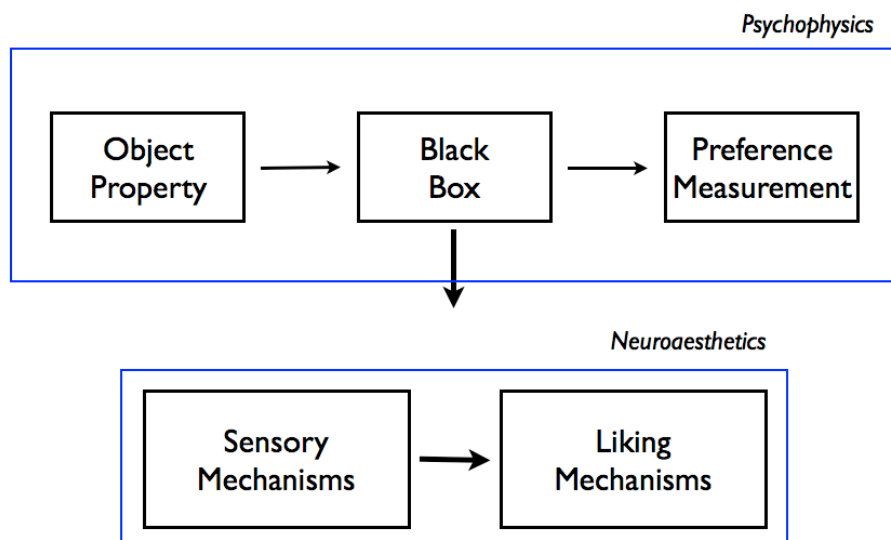 Psychophysics
Object
Property
Black
Box
Preference
Measurement
Neuroaesthetics
Sensory
Mechanisms
Liking
Mechanisms